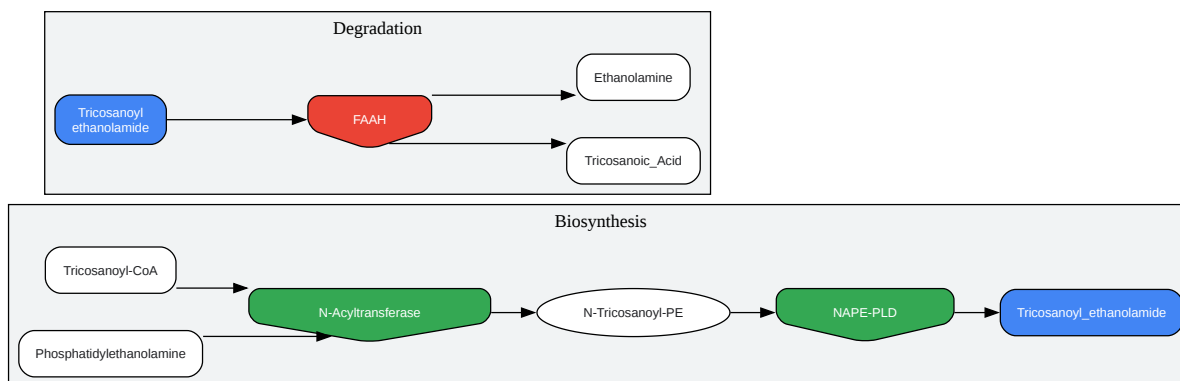 Degradation
Ethanolamine
Tricosanoyl
ethanolamide
FAAH
Tricosanoic_Acid
Biosynthesis
Tricosanoyl-CoA
N-Acyltransferase
N-Tricosanoyl-PE
NAPE-PLD
Tricosanoyl_ethanolamide
Phosphatidylethanolamine